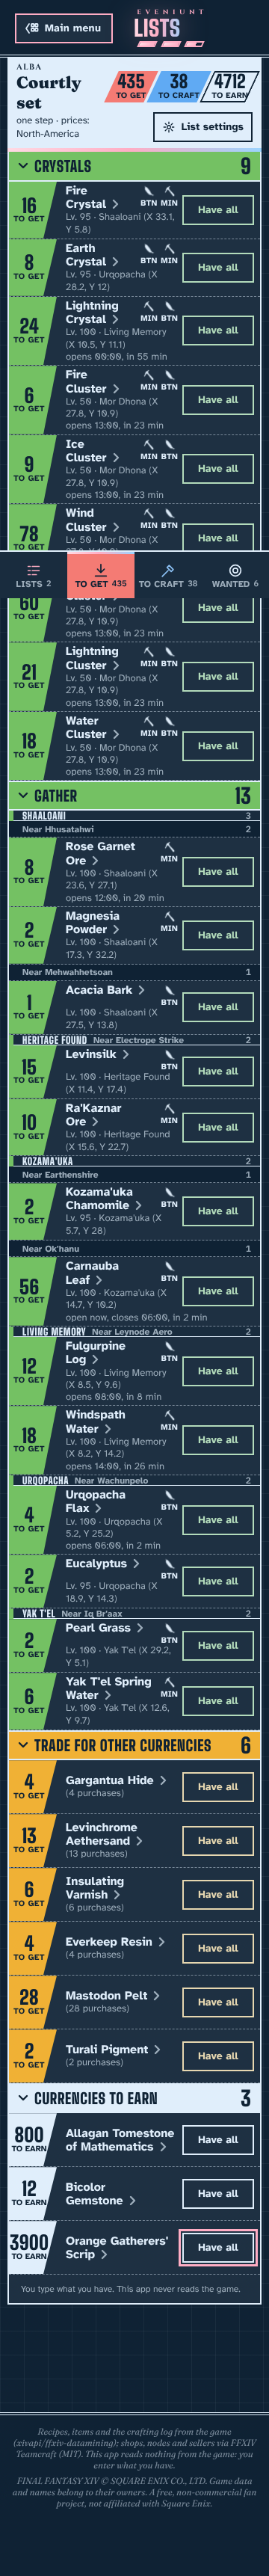 Main menu
EVENIUNT
LISTS
ALBA
Courtly
set
one step · prices:
North-America
435
TO GET
38
TO CRAFT
4712
TO EARN
List settings
CRYSTALS 9
16
TO GET
Fire
Crystal
Lv. 95 · Shaaloani (X 33.1,
Y 5.8)
BTN MIN
Have all
8
TO GET
Earth
Crystal
Lv. 95 · Urqopacha (X
28.2, Y 12)
BTN MIN
Have all
24
TO GET
Lightning
Crystal
Lv. 100 · Living Memory
(X 10.5, Y 11.1)
opens 00:00, in 55 min
MIN BTN
Have all
6
TO GET
Fire
Cluster
Lv. 50 · Mor Dhona (X
27.8, Y 10.9)
opens 13:00, in 23 min
MIN BTN
Have all
9
TO GET
Ice
Cluster
Lv. 50 · Mor Dhona (X
27.8, Y 10.9)
opens 13:00, in 23 min
MIN BTN
Have all
78
Wind
Cluster
Lv. 50 · Mor Dhona (X
MIN BTN
Have all
LISTS 2
TO GET 435
TO CRAFT 38
WANTED 6
60
TO GET
Lv. 50 · Mor Dhona (X
27.8, Y 10.9)
opens 13:00, in 23 min
MIN BTN
Have all
21
TO GET
Lightning
Cluster
Lv. 50 · Mor Dhona (X
27.8, Y 10.9)
opens 13:00, in 23 min
MIN BTN
Have all
18
TO GET
Water
Cluster
Lv. 50 · Mor Dhona (X
27.8, Y 10.9)
opens 13:00, in 23 min
MIN BTN
Have all
GATHER 13
SHAALOANI 3
Near Hhusatahwi 2
8
TO GET
Rose Garnet
Ore
Lv. 100 · Shaaloani (X
23.6, Y 27.1)
opens 12:00, in 20 min
MIN
Have all
2
TO GET
Magnesia
Powder
Lv. 100 · Shaaloani (X
17.3, Y 32.2)
MIN
Have all
Near Mehwahhetsoan 1
1
TO GET
Acacia Bark
Lv. 100 · Shaaloani (X
27.5, Y 13.8)
BTN
Have all
HERITAGE FOUND Near Electrope Strike 2
15
TO GET
Levinsilk
Lv. 100 · Heritage Found
(X 11.4, Y 17.4)
BTN
Have all
10
TO GET
Ra'Kaznar
Ore
Lv. 100 · Heritage Found
(X 15.6, Y 22.7)
MIN
Have all
KOZAMA'UKA 2
Near Earthenshire 1
2
TO GET
Kozama'uka
Chamomile
Lv. 95 · Kozama'uka (X
5.7, Y 28)
BTN
Have all
Near Ok'hanu 1
56
TO GET
Carnauba
Leaf
Lv. 100 · Kozama'uka (X
14.7, Y 10.2)
open now, closes 06:00, in 2 min
BTN
Have all
LIVING MEMORY Near Leynode Aero 2
12
TO GET
Fulgurpine
Log
Lv. 100 · Living Memory
(X 8.5, Y 9.6)
opens 08:00, in 8 min
BTN
Have all
18
TO GET
Windspath
Water
Lv. 100 · Living Memory
(X 8.2, Y 14.2)
opens 14:00, in 26 min
MIN
Have all
URQOPACHA Near Wachunpelo 2
4
TO GET
Urqopacha
Flax
Lv. 100 · Urqopacha (X
5.2, Y 25.2)
opens 06:00, in 2 min
BTN
Have all
2
TO GET
Eucalyptus
Lv. 95 · Urqopacha (X
18.9, Y 14.3)
BTN
Have all
YAK T'EL Near Iq Br'aax 2
2
TO GET
Pearl Grass
Lv. 100 · Yak T'el (X 29.2,
Y 5.1)
BTN
Have all
6
TO GET
Yak T'el Spring
Water
Lv. 100 · Yak T'el (X 12.6,
Y 9.7)
MIN
Have all
TRADE FOR OTHER CURRENCIES 6
4
TO GET
Gargantua Hide
(4 purchases)
Have all
13
TO GET
Levinchrome
Aethersand
(13 purchases)
Have all
6
TO GET
Insulating
Varnish
(6 purchases)
Have all
4
TO GET
Everkeep Resin
(4 purchases)
Have all
28
TO GET
Mastodon Pelt
(28 purchases)
Have all
2
TO GET
Turali Pigment
(2 purchases)
Have all
CURRENCIES TO EARN 3
800
TO EARN
Allagan Tomestone
of Mathematics
Have all
12
TO EARN
Bicolor
Gemstone
Have all
3900
TO EARN
Orange Gatherers'
Scrip
Have all
You type what you have. This app never reads the game.
Recipes, items and the crafting log from the game
(xivapi/ffxiv-datamining); shops, nodes and sellers via FFXIV
Teamcraft (MIT). This app reads nothing from the game: you
enter what you have.
FINAL FANTASY XIV © SQUARE ENIX CO., LTD. Game data
and names belong to their owners. A free, non-commercial fan
project, not affiliated with Square Enix.